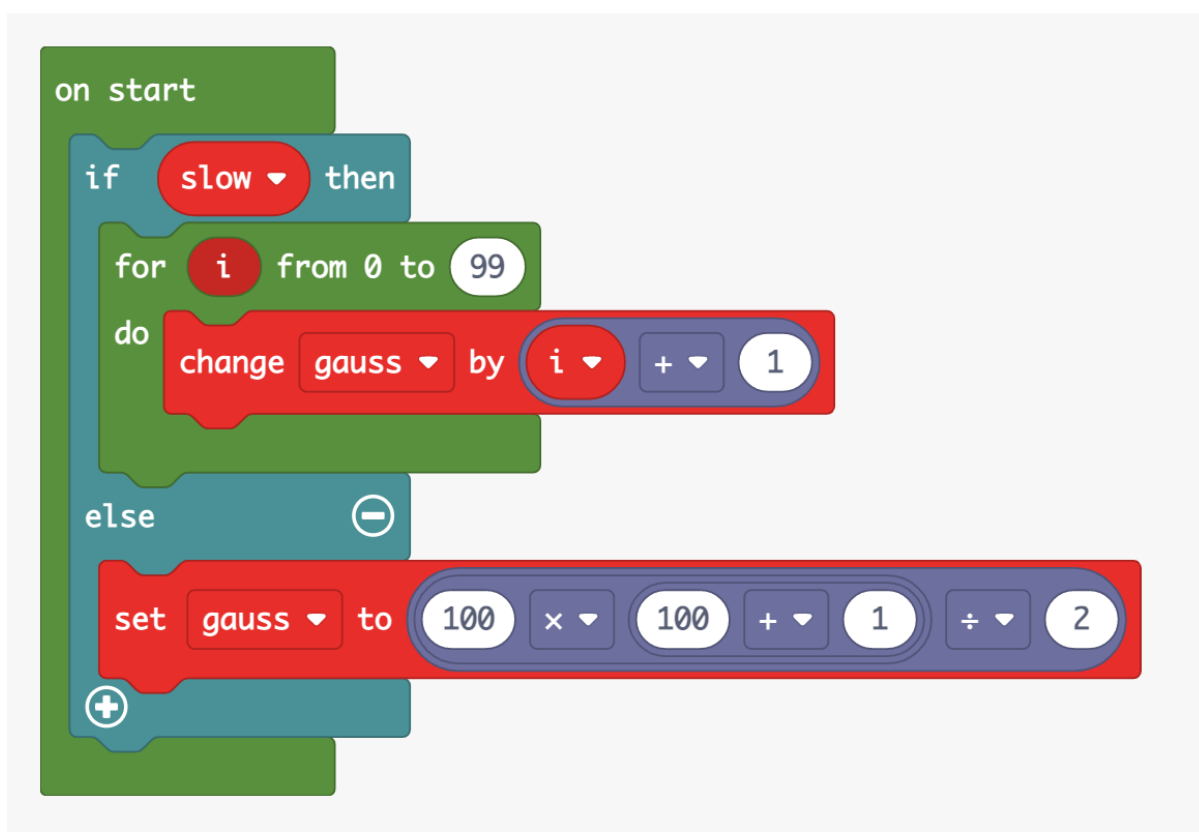 on start
if slow then
for i from 0 to 99
do change gauss by i + 1
else
set gauss to 100 × 100 + 1 ÷ 2